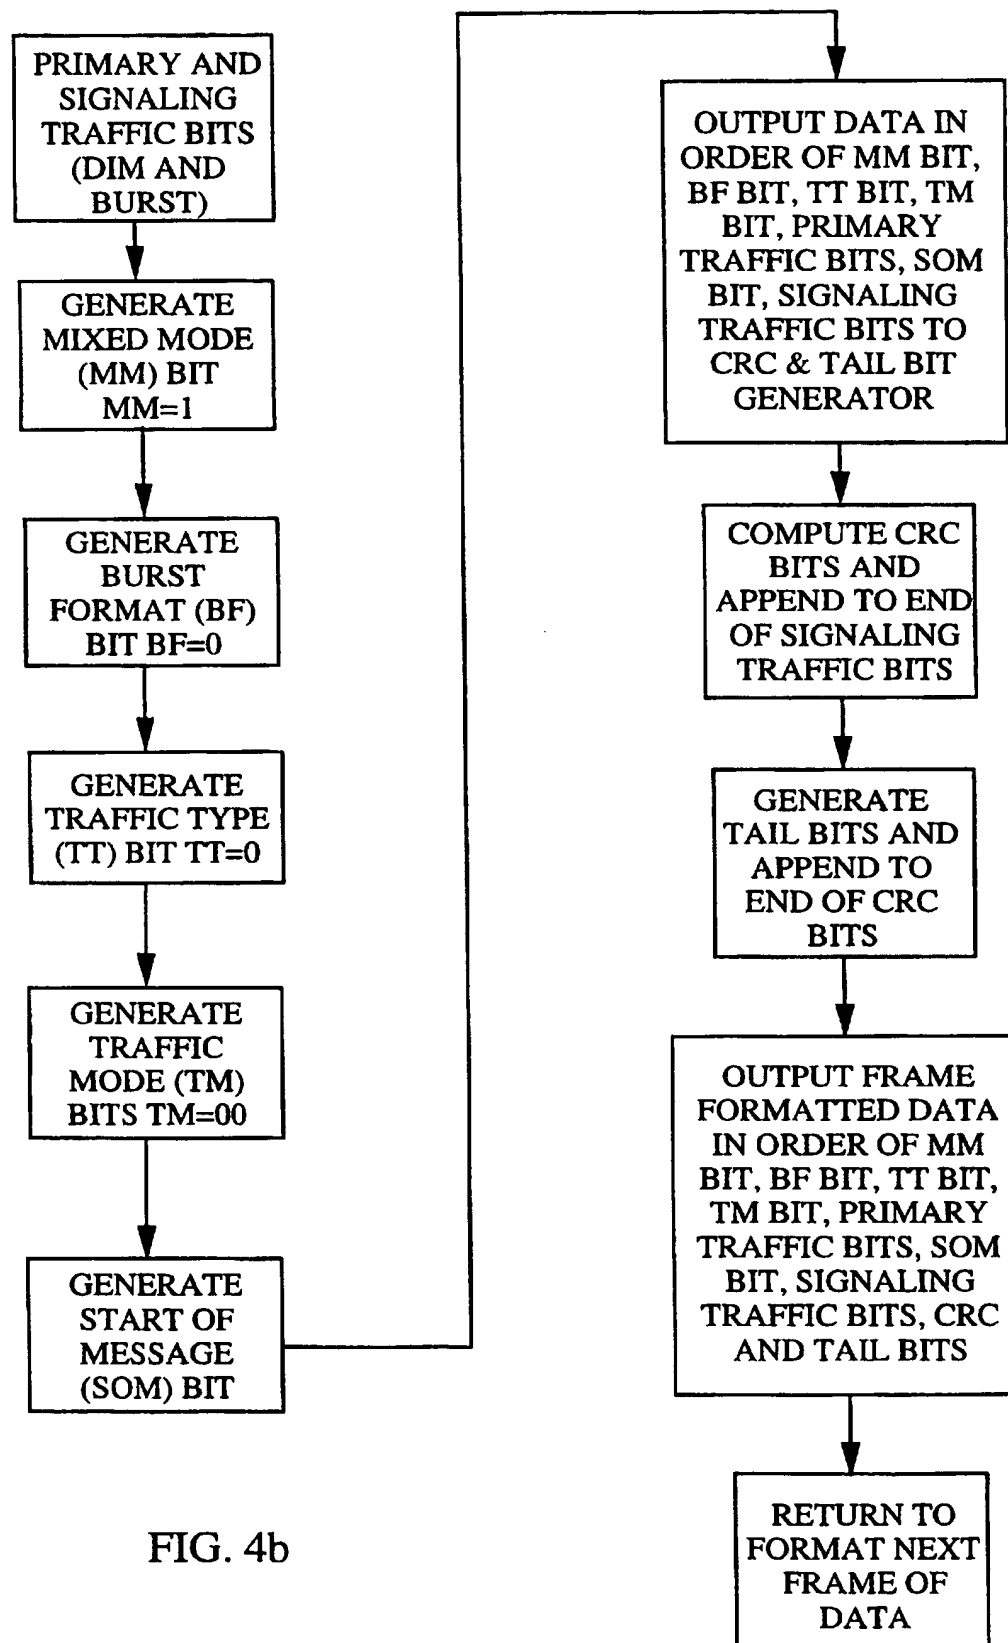 PRIMARY AND
SIGNALING
TRAFFIC BITS
(DIM AND
BURST)
GENERATE
MIXED MODE
(MM) BIT
MM=1
GENERATE
BURST
FORMAT (BF)
BIT BF=0
GENERATE
TRAFFIC TYPE
(TT) BIT TT=0
GENERATE
TRAFFIC
MODE (TM)
BITS TM=00
GENERATE
START OF
MESSAGE
(SOM) BIT
OUTPUT DATA IN
ORDER OF MM BIT,
BF BIT, TT BIT, TM
BIT, PRIMARY
TRAFFIC BITS, SOM
BIT, SIGNALING
TRAFFIC BITS TO
CRC & TAIL BIT
GENERATOR
COMPUTE CRC
BITS AND
APPEND TO END
OF SIGNALING
TRAFFIC BITS
GENERATE
TAIL BITS AND
APPEND TO
END OF CRC
BITS
OUTPUT FRAME
FORMATTED DATA
IN ORDER OF MM
BIT, BF BIT, TT BIT,
TM BIT, PRIMARY
TRAFFIC BITS, SOM
BIT, SIGNALING
TRAFFIC BITS, CRC
AND TAIL BITS
RETURN TO
FORMAT NEXT
FRAME OF
DATA
FIG. 4b